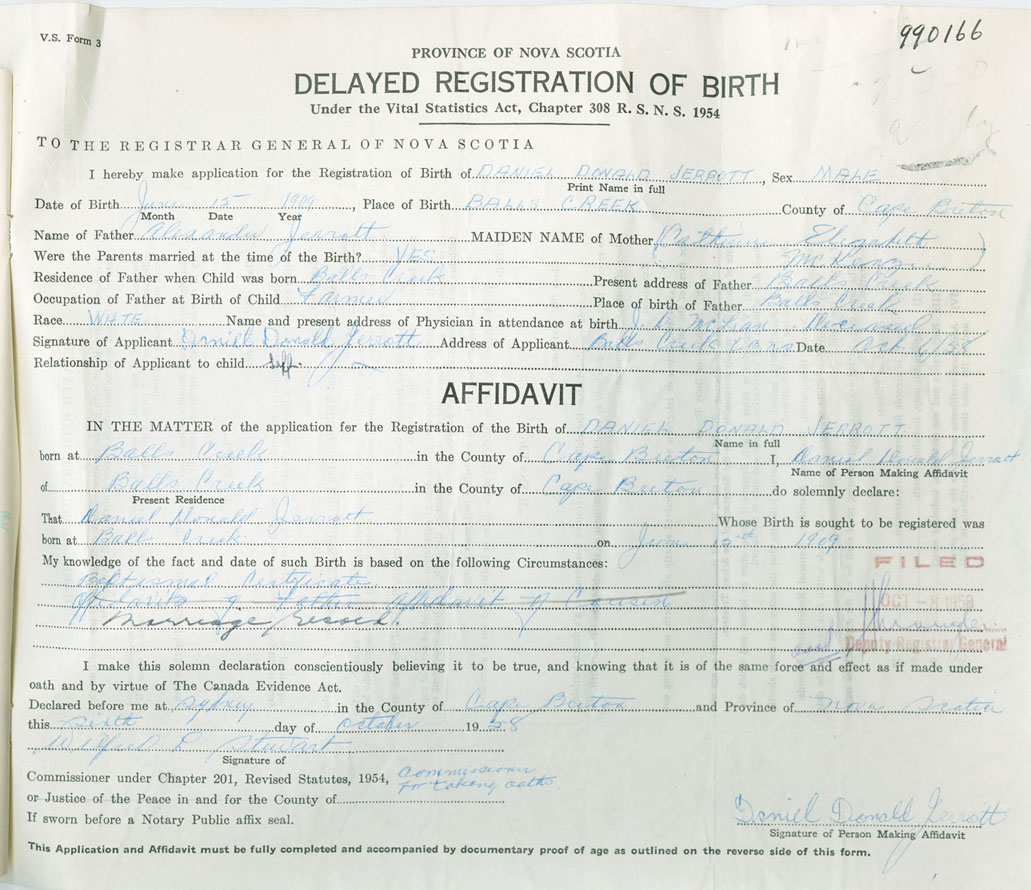 V.S. Form 3
990166
PROVINCE OF NOVA SCOTIA
DELAYED REGISTRATION OF BIRTH
Under the Vital Statistics Act, Chapter 308 R. S. N. S. 1954
TO THE REGISTRAR GENERAL OF NOVA SCOTIA
I hereby make application for the Registration of Birth of DANIEL DONALD JERROTT, Sex MALE
Print Name in full
Date of Birth June 15 1909, Place of Birth BALLS CREEK County of Cape Breton
Month Date Year
Name of Father Alexander Jerrott MAIDEN NAME of Mother (Catherine Elizabeth
Were the Parents married at the time of the Birth? YES McKenzie)
Residence of Father when Child was born Balls Creek Present address of Father Balls Creek
Occupation of Father at Birth of Child Farmer Place of birth of Father Balls Creek
Race WHTE Name and present address of Physician in attendance at birth McLean Deceased
Signature of Applicant Daniel Donald Jerrott Address of Applicant Balls Creek Date Oct 6/58
Relationship of Applicant to child Self
AFFIDAVIT
IN THE MATTER of the application for the Registration of the Birth of DANIEL DONALD JERROTT
Name in full
born at Balls Creek in the County of Cape Breton I, Daniel Donald Jerrott
Name of Person Making Affidavit
of Balls Creek in the County of Cape Breton do solemnly declare:
Present Residence
That Daniel Donald Jerrott Whose Birth is sought to be registered was
born at Balls Creek on June 1909
My knowledge of the fact and date of such Birth is based on the following Circumstances:
FILED
Baptismal Certificate
Affidavit of Father Affidavit of Cousin
OCT - 8 1958
Marriage record
Deputy Registrar General
I make this solemn declaration conscientiously believing it to be true, and knowing that it is of the same force and effect as if made under
oath and by virtue of The Canada Evidence Act.
Declared before me at Sydney in the County of Cape Breton and Province of Nova Scotia
this sixth day of October 1958
Wilfred L Stewart
Signature of
Commissioner under Chapter 201, Revised Statutes, 1954, Commissioner
for taking oaths
or Justice of the Peace in and for the County of
If sworn before a Notary Public affix seal.
Daniel Donald Jerrott
Signature of Person Making Affidavit
This Application and Affidavit must be fully completed and accompanied by documentary proof of age as outlined on the reverse side of this form.